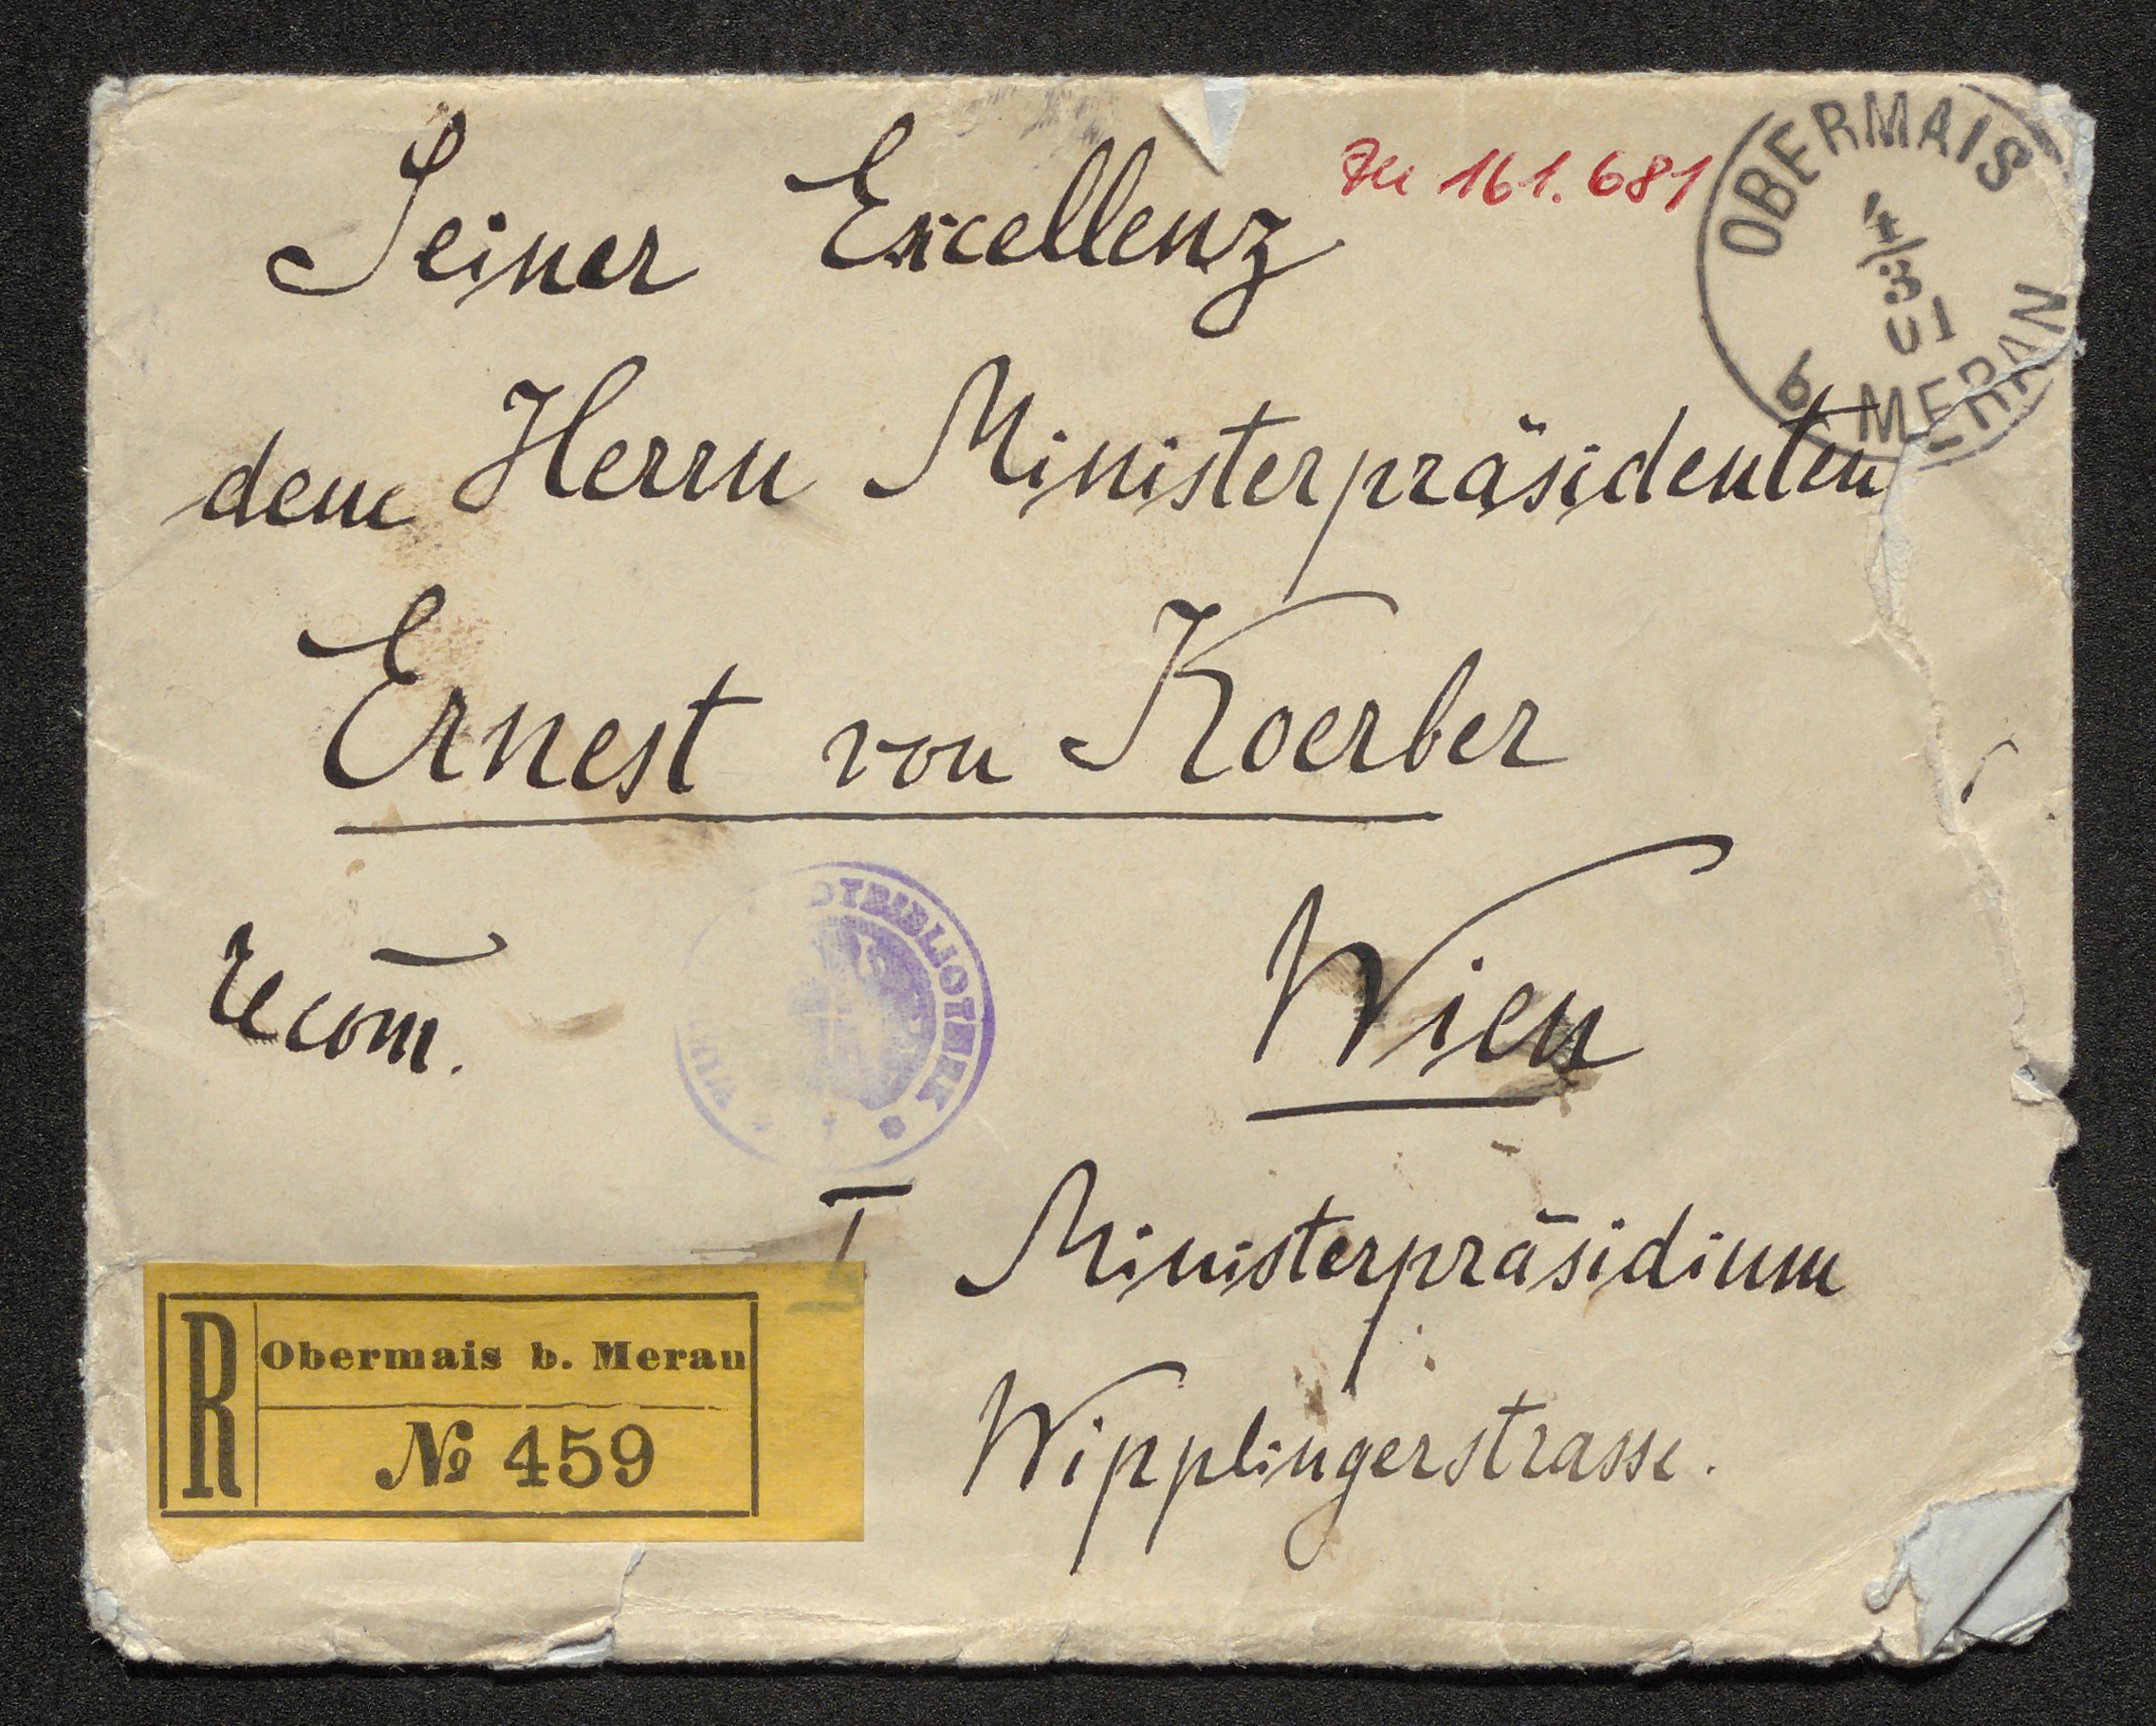 Zu 161.681
OBERMAIS
4/3
01
b. MERAN
Seiner Excellenz
dem Herrn Ministerpräsidenten
Ernest von Koerber
recom̄.
Wien
I Ministerpräsidium
Wipplingerstrasse.
R
Obermais b. Meran
№ 459